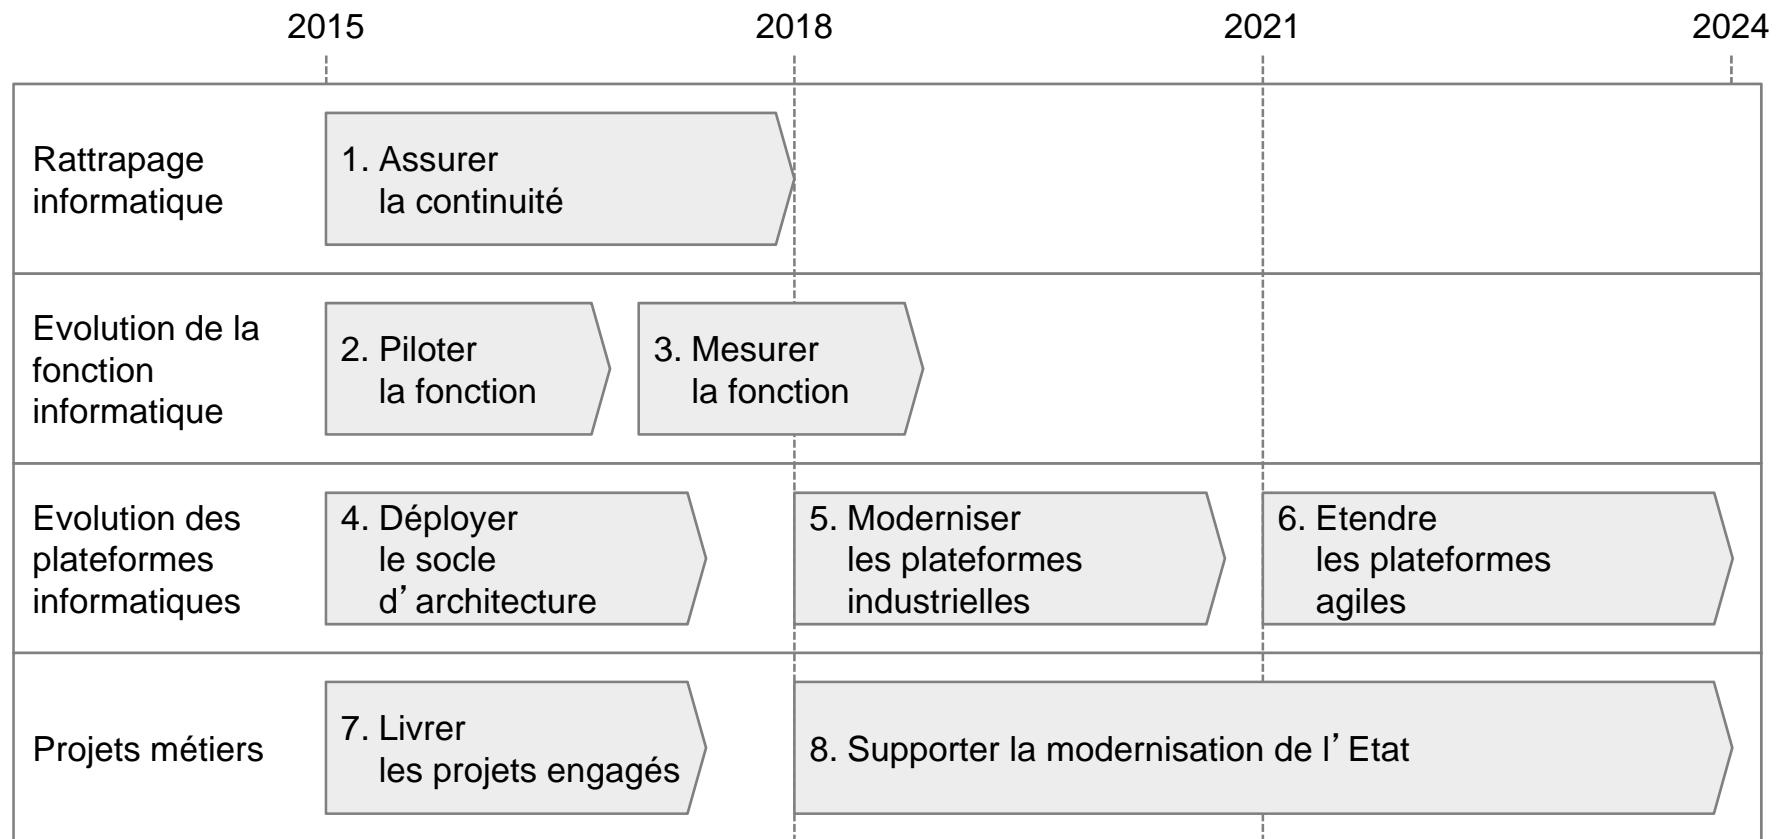 2015 2018 2021 2024
Rattrapage
informatique
1. Assurer
la continuité
Evolution de la
fonction
informatique
2. Piloter
la fonction
3. Mesurer
la fonction
Evolution des
plateformes
informatiques
4. Déployer
le socle
d’architecture
5. Moderniser
les plateformes
industrielles
6. Etendre
les plateformes
agiles
Projets métiers
7. Livrer
les projets engagés
8. Supporter la modernisation de l’Etat